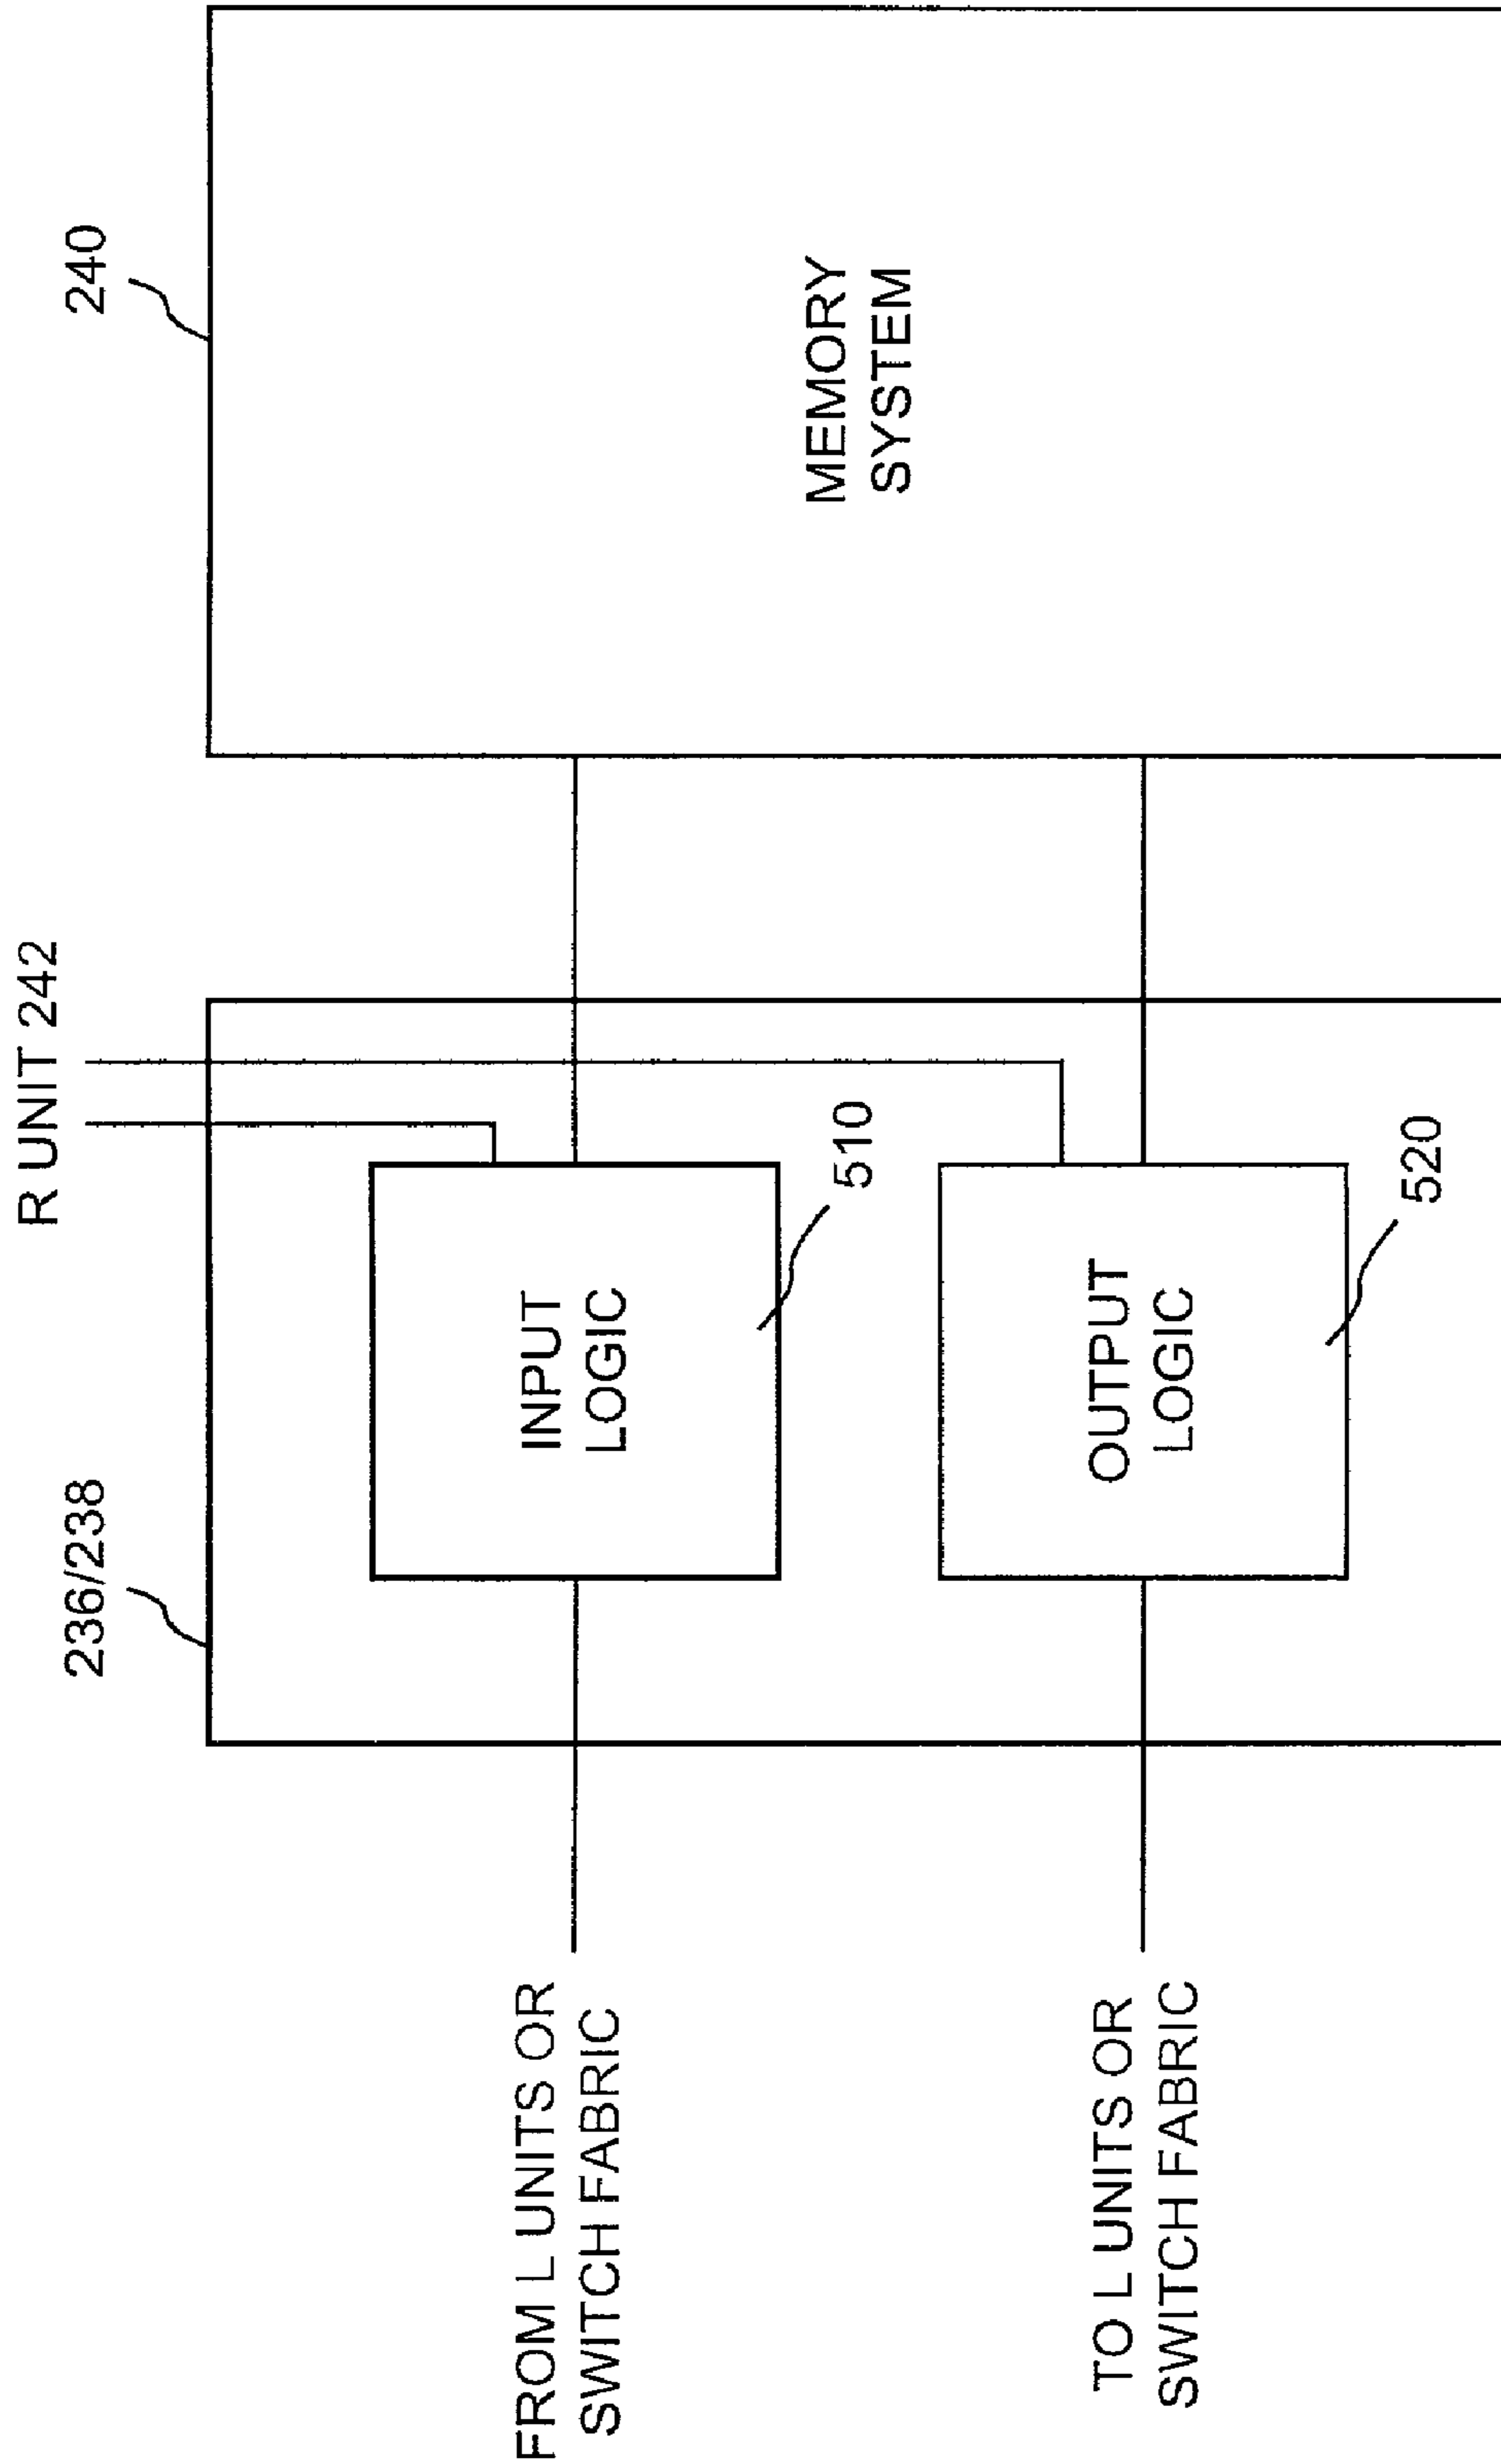 R UNIT 242
236/238
240
FROM L UNITS OR
SWITCH FABRIC
INPUT
LOGIC
510
MEMORY
SYSTEM
TO L UNITS OR
SWITCH FABRIC
OUTPUT
LOGIC
520